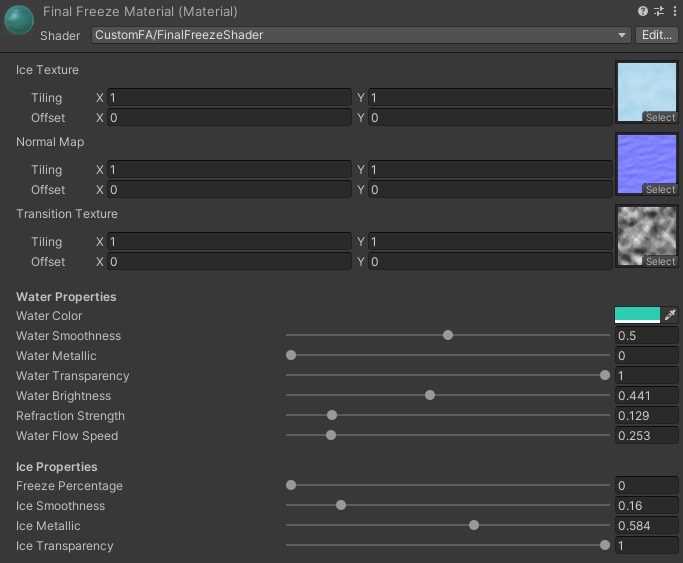 Final Freeze Material (Material)
Shader CustomFA/FinalFreezeShader Edit...
Ice Texture
Tiling X 1 Y 1
Offset X 0 Y 0
Select
Normal Map
Tiling X 1 Y 1
Offset X 0 Y 0
Select
Transition Texture
Tiling X 1 Y 1
Offset X 0 Y 0
Select
Water Properties
Water Color
Water Smoothness 0.5
Water Metallic 0
Water Transparency 1
Water Brightness 0.441
Refraction Strength 0.129
Water Flow Speed 0.253
Ice Properties
Freeze Percentage 0
Ice Smoothness 0.16
Ice Metallic 0.584
Ice Transparency 1